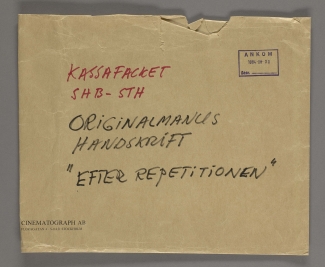 KASSAFACKET
SHB-STH
ANKOM
ORIGINALMANUS
HANDSKRIFT
"EFTER REPETITIONEN"
CINEMATOGRAPH AB